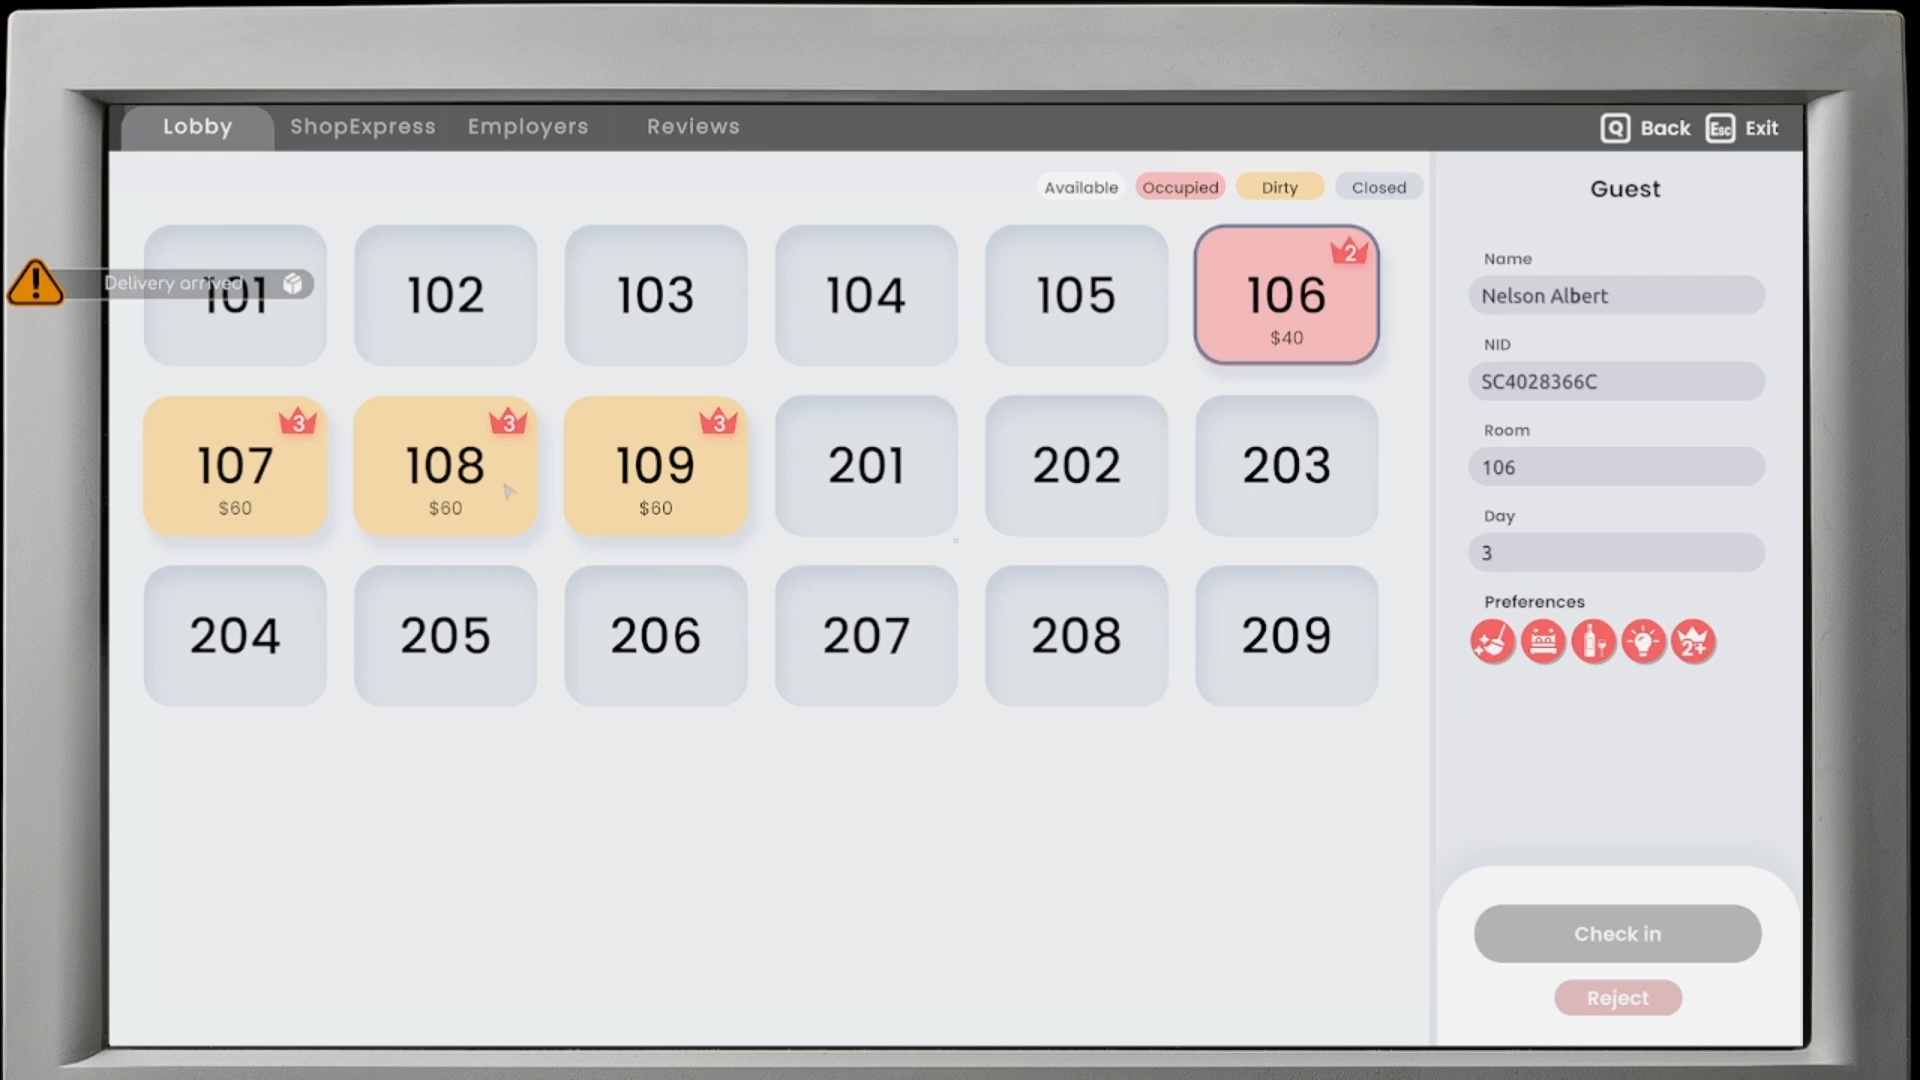 Lobby ShopExpress Employers Reviews Q Back Esc Exit
Available Occupied Dirty Closed
Delivery arrived
101 102 103 104 105 106
2
$40
107 108 109 201 202 203
3 3 3
$60 $60 $60
204 205 206 207 208 209
Guest
Name
Nelson Albert
NID
SC4028366C
Room
106
Day
3
Preferences
2+
Check in
Reject